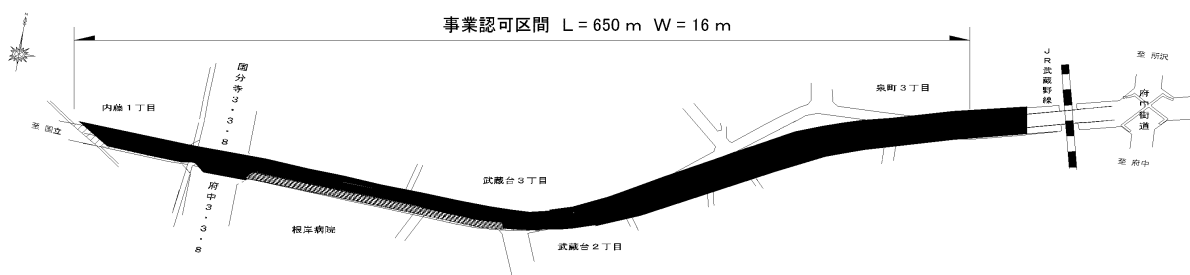 事業認可区間 L=650m W=16m
至 所沢
JR武蔵野線
国分寺3・3・8
泉町3丁目
内藤1丁目
府中街道
至 国立
至 府中
武蔵台3丁目
府中3・3・8
根岸病院
武蔵台2丁目